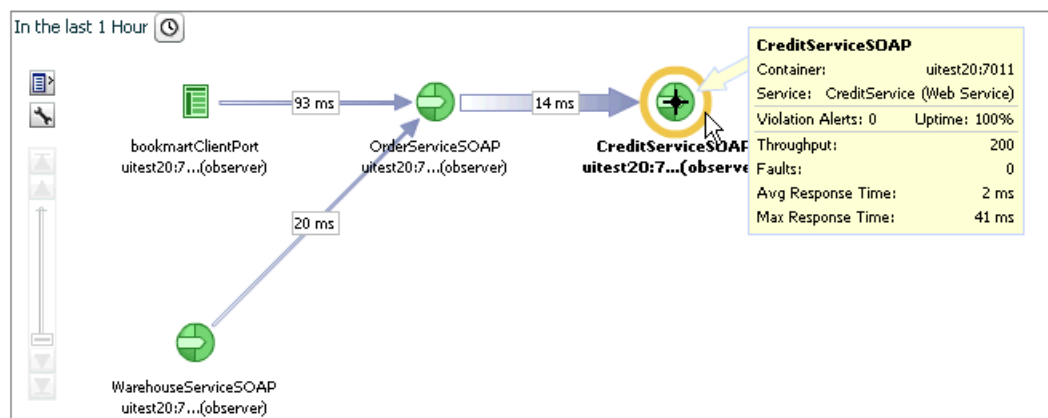 In the last 1 Hour
93 ms
14 ms
bookmartClientPort
uitest20:7...(observer)
OrderServiceSOAP
uitest20:7...(observer)
CreditServiceSOAP
uitest20:7...(observe
20 ms
WarehouseServiceSOAP
uitest20:7...(observer)
CreditServiceSOAP
Container: uitest20:7011
Service: CreditService (Web Service)
Violation Alerts: 0 Uptime: 100%
Throughput: 200
Faults: 0
Avg Response Time: 2 ms
Max Response Time: 41 ms